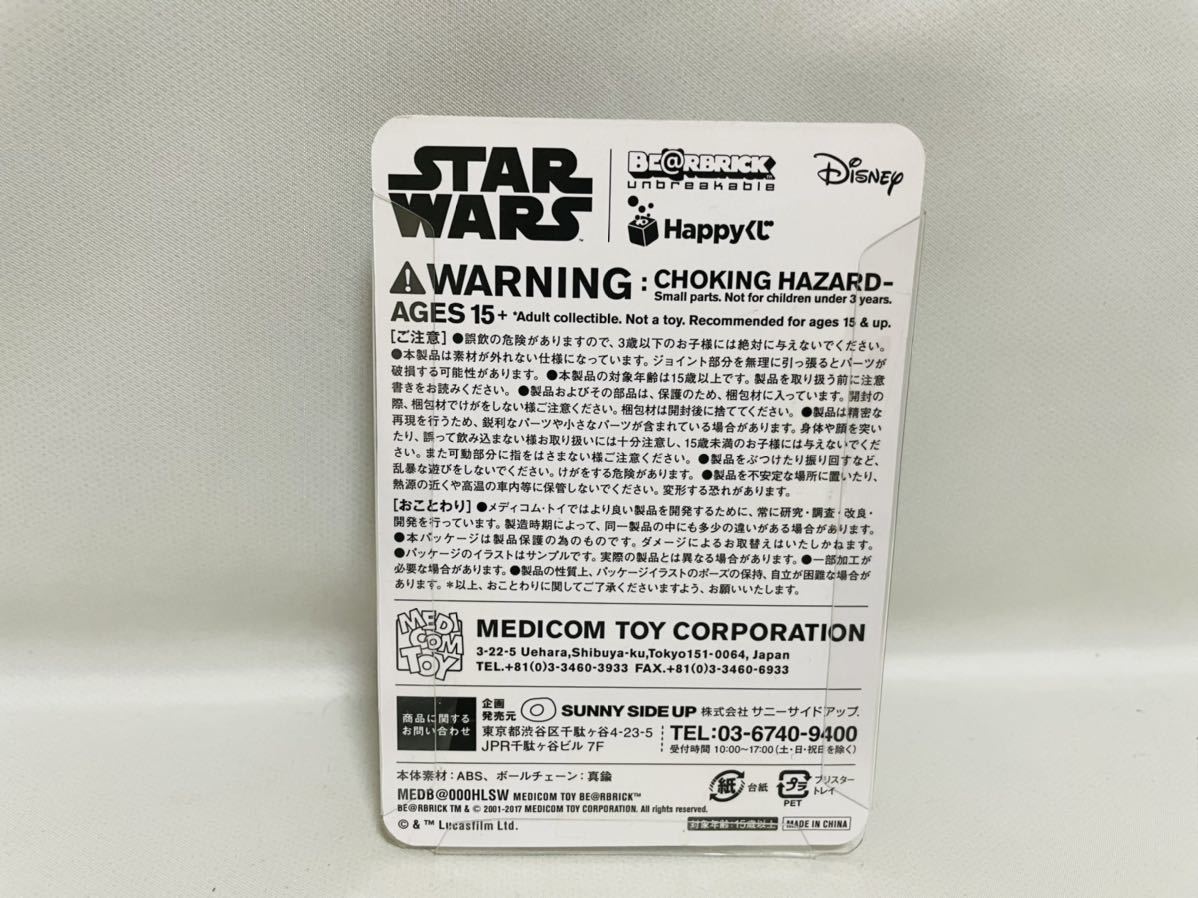 STAR
WARS
BE@RBRICK
unbreakable
Happyくじ
Disney
WARNING : CHOKING HAZARD-
Small parts. Not for children under 3 years.
AGES 15+ *Adult collectible. Not a toy. Recommended for ages 15 & up.
[ご注意] ●誤飲の危険がありますので、3歳以下のお子様には絶対に与えないでください。
●本製品は素材が外れない仕様になっています。ジョイント部分を無理に引っ張るとパーツが
破損する可能性があります。 ●本製品の対象年齢は15歳以上です。製品を取り扱う前に注意
書きをお読みください。 ●製品およびその部品は、保護のため、梱包材に入っています。開封の
際、梱包材でけがをしない様ご注意ください。梱包材は開封後に捨ててください。 ●製品は精密な
再現を行うため、鋭利なパーツや小さなパーツが含まれている場合があります。身体や顔を突い
たり、誤って飲み込まない様お取り扱いには十分注意し、15歳未満のお子様には与えないでくだ
さい。また可動部分に指をはさまない様ご注意ください。 ●製品をぶつけたり振り回すなど、
乱暴な遊びをしないでください。けがをする危険があります。 ●製品を不安定な場所に置いたり、
熱源の近くや高温の車内等に保管しないでください。変形する恐れがあります。
[おことわり] ●メディコム・トイではより良い製品を開発するために、常に研究・調査・改良・
開発を行っています。製造時期によって、同一製品の中にも多少の違いがある場合があります。
●本パッケージは製品保護の為のものです。ダメージによるお取替えはいたしかねます。
●パッケージのイラストはサンプルです。実際の製品とは異なる場合があります。 ●一部加工が
必要な場合があります。●製品の性質上、パッケージイラストのポーズの保持、自立が困難な場合が
あります。＊以上、おことわりに関してご了承くださいますよう、お願いいたします。
MEDI
COM
TOY
MEDICOM TOY CORPORATION
3-22-5 Uehara,Shibuya-ku,Tokyo151-0064, Japan
TEL.+81(0)3-3460-3933 FAX.+81(0)3-3460-6933
商品に関する
お問い合わせ
企画
発売元
SUNNY SIDE UP 株式会社 サニーサイドアップ.
東京都渋谷区千駄ヶ谷4-23-5
JPR千駄ヶ谷ビル 7F
TEL:03-6740-9400
受付時間 10:00~17:00(土・日・祝日を除く)
本体素材：ABS、ボールチェーン：真鍮
紙 台紙
プラ
PET
ブリスター
トレイ
MEDB@000HLSW MEDICOM TOY BE@RBRICK™
BE@RBRICK TM & © 2001-2017 MEDICOM TOY CORPORATION. All rights reserved.
© & ™ Lucasfilm Ltd.
対象年齢:15歳以上
MADE IN CHINA